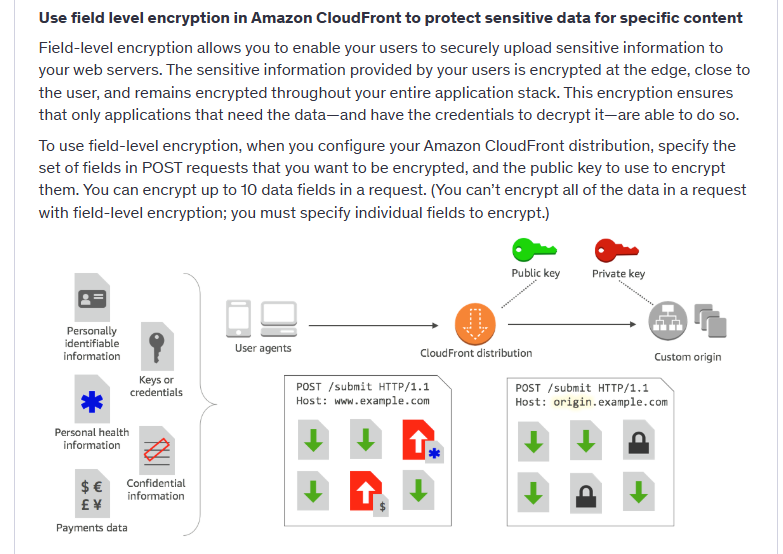 Use field level encryption in Amazon CloudFront to protect sensitive data for specific content
Field-level encryption allows you to enable your users to securely upload sensitive information to
your web servers. The sensitive information provided by your users is encrypted at the edge, close to
the user, and remains encrypted throughout your entire application stack. This encryption ensures
that only applications that need the data—and have the credentials to decrypt it—are able to do so.
To use field-level encryption, when you configure your Amazon CloudFront distribution, specify the
set of fields in POST requests that you want to be encrypted, and the public key to use to encrypt
them. You can encrypt up to 10 data fields in a request. (You can’t encrypt all of the data in a request
with field-level encryption; you must specify individual fields to encrypt.)
Public key
Private key
Personally
identifiable
information
Keys or
credentials
Personal health
information
Confidential
information
$ €
£ ¥
Payments data
User agents
CloudFront distribution
Custom origin
POST /submit HTTP/1.1
Host: www.example.com
*
$
POST /submit HTTP/1.1
Host: origin.example.com